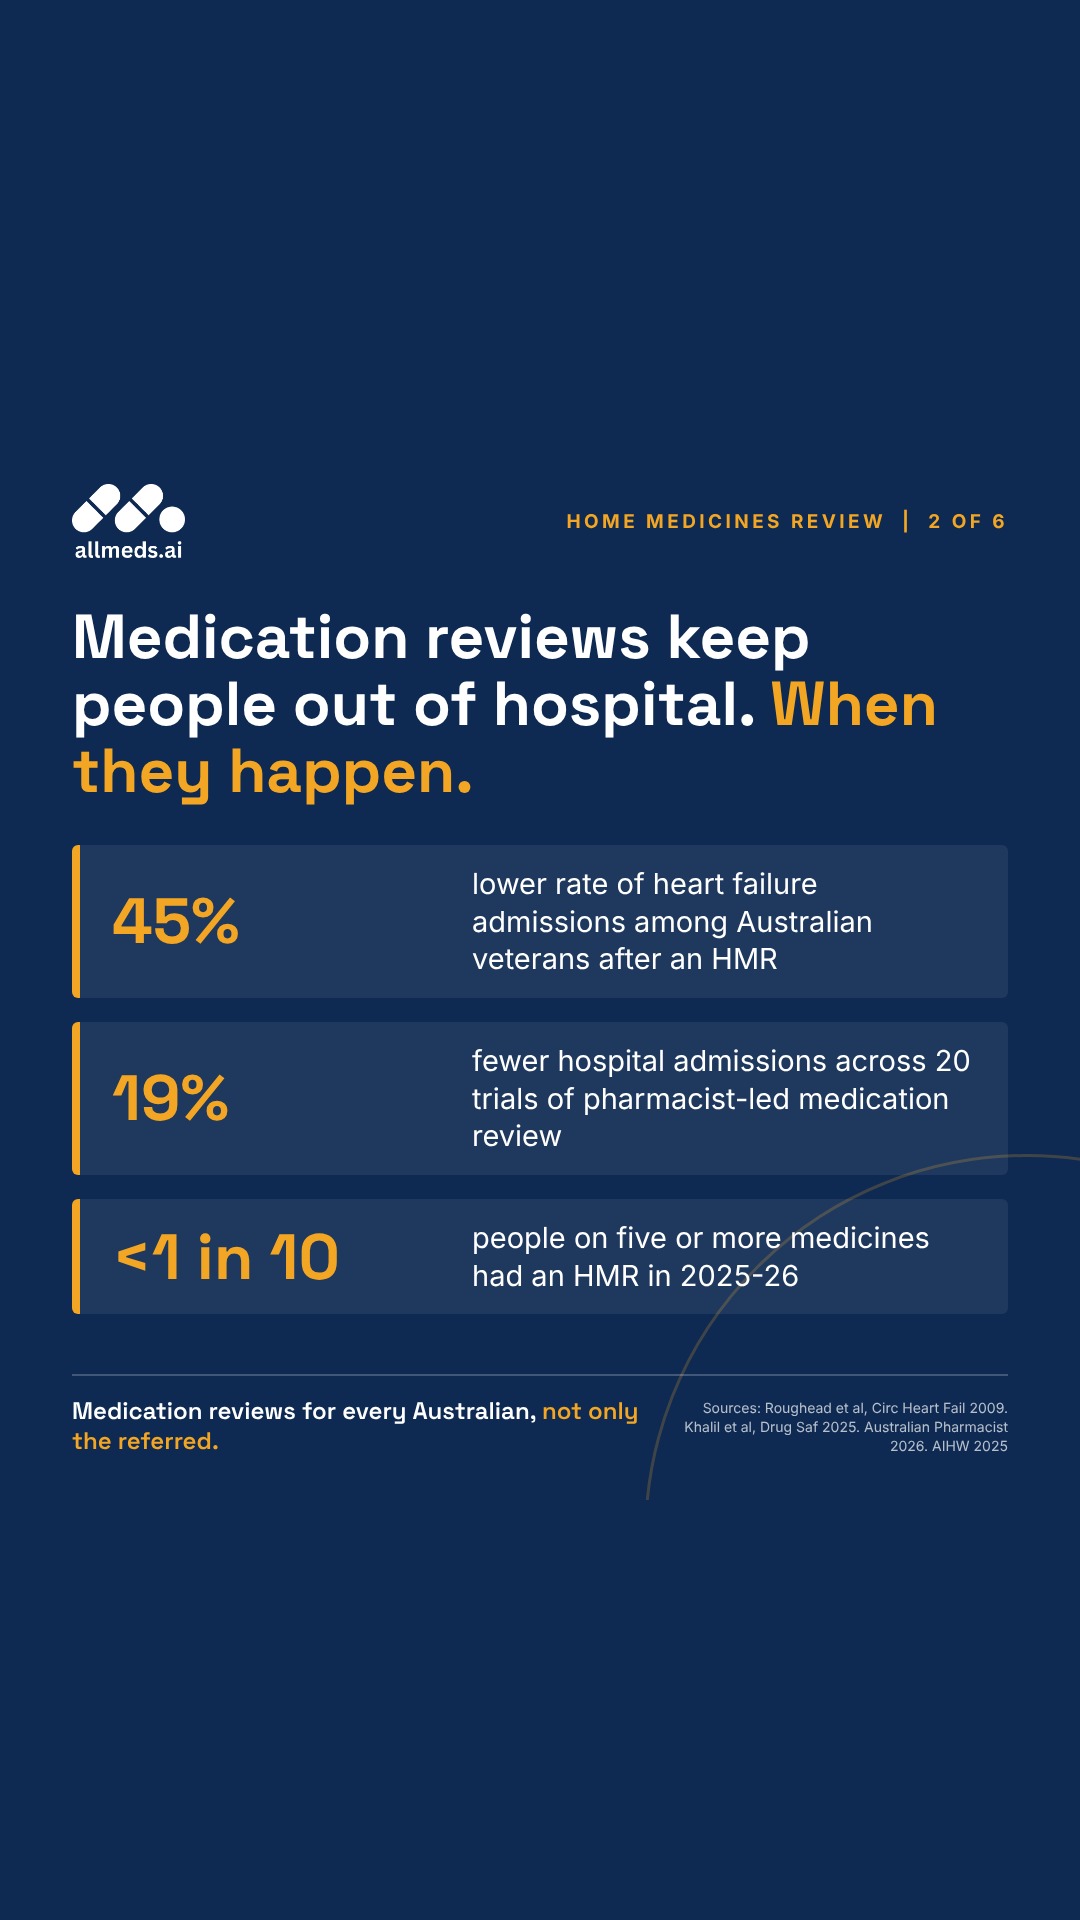 allmeds.ai
HOME MEDICINES REVIEW | 2 OF 6
Medication reviews keep
people out of hospital. When
they happen.
45%
lower rate of heart failure
admissions among Australian
veterans after an HMR
19%
fewer hospital admissions across 20
trials of pharmacist-led medication
review
<1 in 10
people on five or more medicines
had an HMR in 2025-26
Medication reviews for every Australian, not only
the referred.
Sources: Roughead et al, Circ Heart Fail 2009.
Khalil et al, Drug Saf 2025. Australian Pharmacist
2026. AIHW 2025